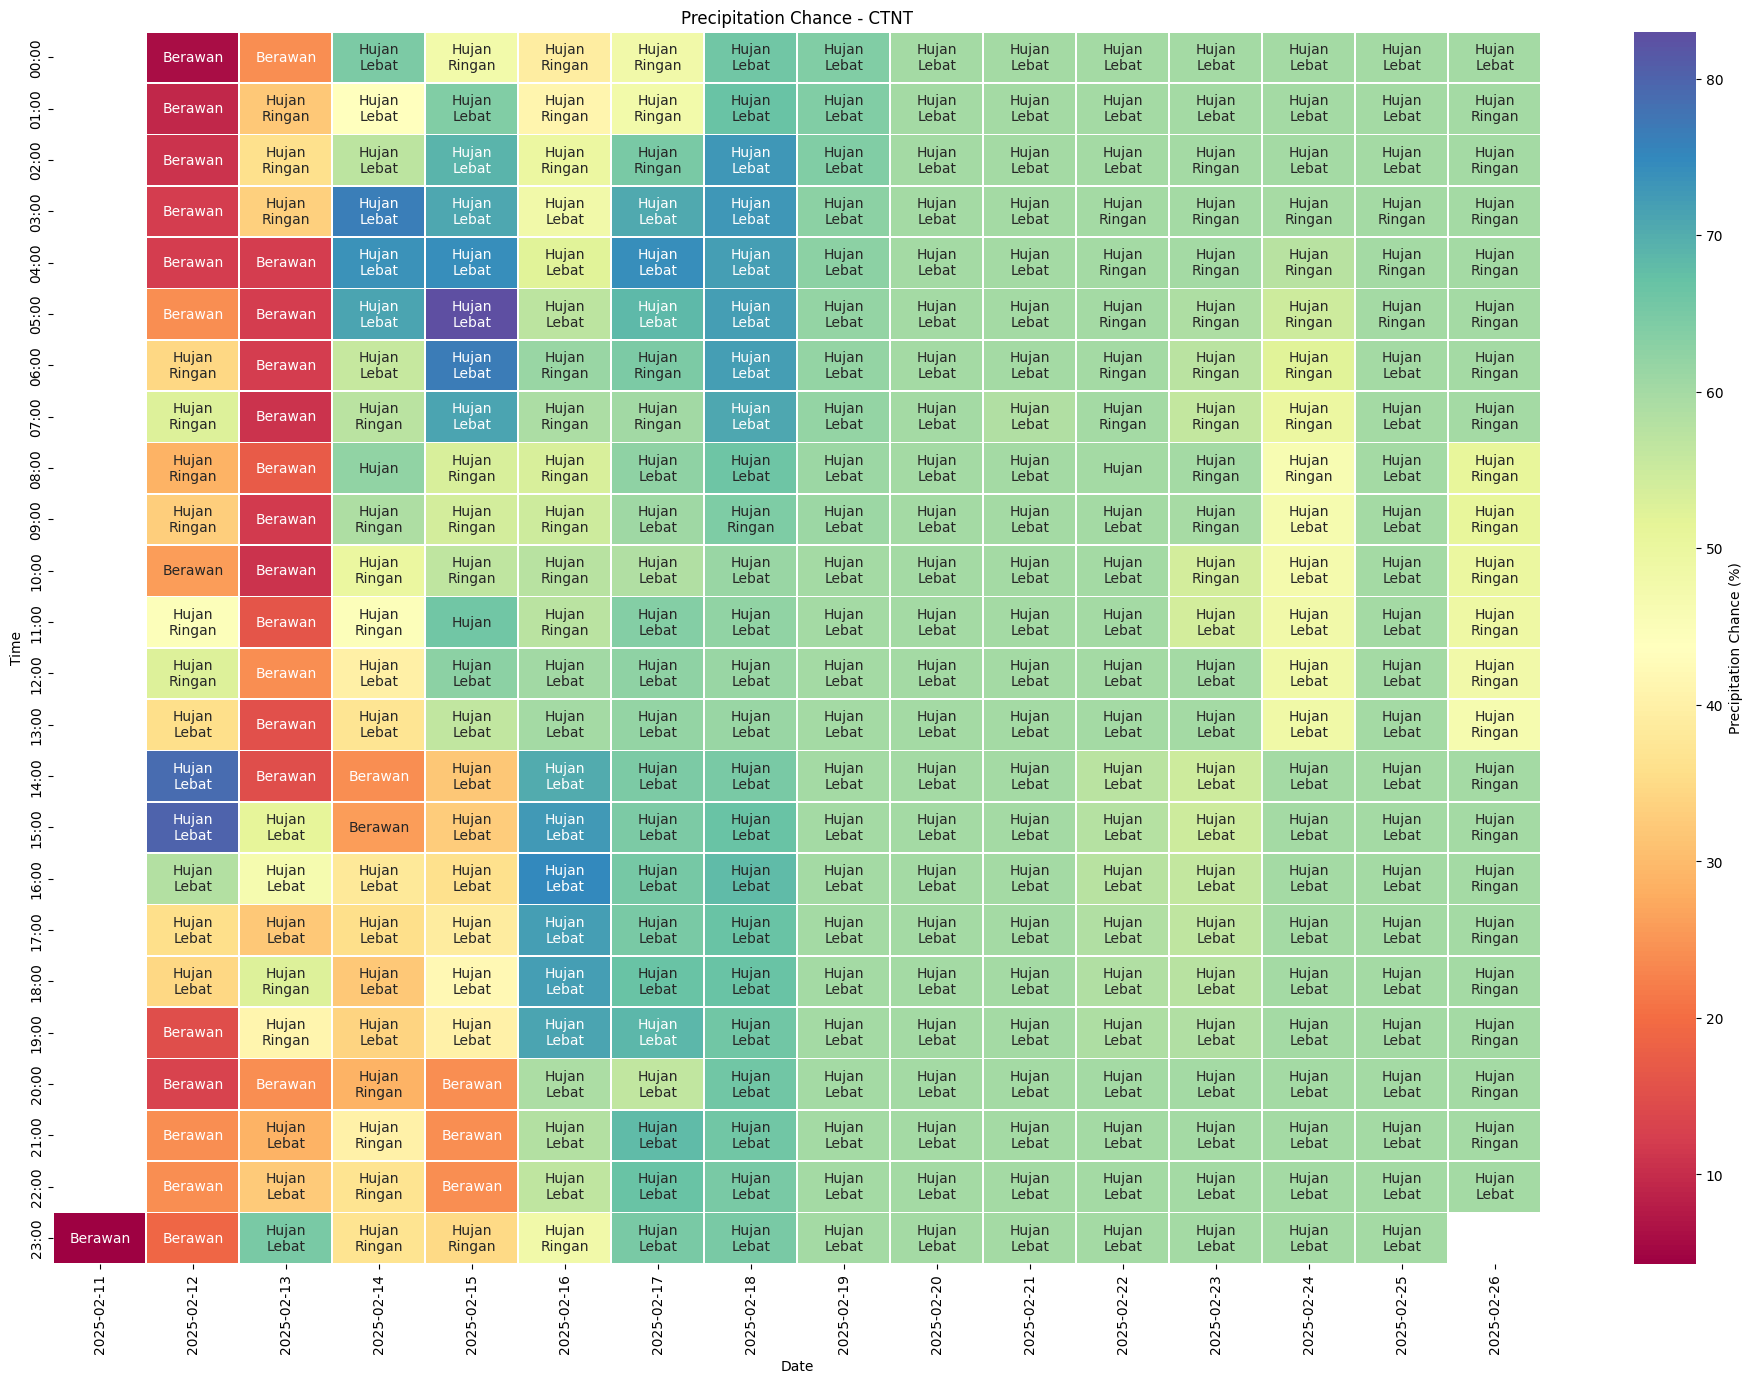 Precipitation Chance - CTNT
00:00 Berawan Berawan Hujan Lebat Hujan Ringan Hujan Ringan Hujan Ringan Hujan Lebat Hujan Lebat Hujan Lebat Hujan Lebat Hujan Lebat Hujan Lebat Hujan Lebat Hujan Lebat Hujan Lebat
01:00 Berawan Hujan Ringan Hujan Lebat Hujan Lebat Hujan Ringan Hujan Ringan Hujan Lebat Hujan Lebat Hujan Lebat Hujan Lebat Hujan Lebat Hujan Lebat Hujan Lebat Hujan Lebat Hujan Ringan
02:00 Berawan Hujan Ringan Hujan Lebat Hujan Lebat Hujan Ringan Hujan Ringan Hujan Lebat Hujan Lebat Hujan Lebat Hujan Lebat Hujan Lebat Hujan Ringan Hujan Lebat Hujan Lebat Hujan Ringan
03:00 Berawan Hujan Ringan Hujan Lebat Hujan Lebat Hujan Lebat Hujan Lebat Hujan Lebat Hujan Lebat Hujan Lebat Hujan Lebat Hujan Ringan Hujan Ringan Hujan Ringan Hujan Ringan Hujan Ringan
04:00 Berawan Berawan Hujan Lebat Hujan Lebat Hujan Lebat Hujan Lebat Hujan Lebat Hujan Lebat Hujan Lebat Hujan Lebat Hujan Ringan Hujan Ringan Hujan Ringan Hujan Ringan Hujan Ringan
05:00 Berawan Berawan Hujan Lebat Hujan Lebat Hujan Lebat Hujan Lebat Hujan Lebat Hujan Lebat Hujan Lebat Hujan Lebat Hujan Ringan Hujan Ringan Hujan Ringan Hujan Ringan Hujan Ringan
06:00 Hujan Ringan Berawan Hujan Lebat Hujan Lebat Hujan Ringan Hujan Ringan Hujan Lebat Hujan Lebat Hujan Lebat Hujan Lebat Hujan Ringan Hujan Ringan Hujan Ringan Hujan Lebat Hujan Ringan
07:00 Hujan Ringan Berawan Hujan Ringan Hujan Lebat Hujan Ringan Hujan Ringan Hujan Lebat Hujan Lebat Hujan Lebat Hujan Lebat Hujan Ringan Hujan Ringan Hujan Ringan Hujan Lebat Hujan Ringan
08:00 Hujan Ringan Berawan Hujan Hujan Ringan Hujan Ringan Hujan Lebat Hujan Lebat Hujan Lebat Hujan Lebat Hujan Lebat Hujan Hujan Ringan Hujan Ringan Hujan Lebat Hujan Ringan
09:00 Hujan Ringan Berawan Hujan Ringan Hujan Ringan Hujan Ringan Hujan Lebat Hujan Ringan Hujan Lebat Hujan Lebat Hujan Lebat Hujan Lebat Hujan Ringan Hujan Lebat Hujan Lebat Hujan Ringan
10:00 Berawan Berawan Hujan Ringan Hujan Ringan Hujan Ringan Hujan Lebat Hujan Lebat Hujan Lebat Hujan Lebat Hujan Lebat Hujan Lebat Hujan Ringan Hujan Lebat Hujan Lebat Hujan Ringan
11:00 Hujan Ringan Berawan Hujan Ringan Hujan Hujan Ringan Hujan Lebat Hujan Lebat Hujan Lebat Hujan Lebat Hujan Lebat Hujan Lebat Hujan Lebat Hujan Lebat Hujan Lebat Hujan Ringan
12:00 Hujan Ringan Berawan Hujan Lebat Hujan Lebat Hujan Lebat Hujan Lebat Hujan Lebat Hujan Lebat Hujan Lebat Hujan Lebat Hujan Lebat Hujan Lebat Hujan Lebat Hujan Lebat Hujan Ringan
13:00 Hujan Lebat Berawan Hujan Lebat Hujan Lebat Hujan Lebat Hujan Lebat Hujan Lebat Hujan Lebat Hujan Lebat Hujan Lebat Hujan Lebat Hujan Lebat Hujan Lebat Hujan Lebat Hujan Ringan
14:00 Hujan Lebat Berawan Berawan Hujan Lebat Hujan Lebat Hujan Lebat Hujan Lebat Hujan Lebat Hujan Lebat Hujan Lebat Hujan Lebat Hujan Lebat Hujan Lebat Hujan Lebat Hujan Ringan
15:00 Hujan Lebat Hujan Lebat Berawan Hujan Lebat Hujan Lebat Hujan Lebat Hujan Lebat Hujan Lebat Hujan Lebat Hujan Lebat Hujan Lebat Hujan Lebat Hujan Lebat Hujan Lebat Hujan Ringan
16:00 Hujan Lebat Hujan Lebat Hujan Lebat Hujan Lebat Hujan Lebat Hujan Lebat Hujan Lebat Hujan Lebat Hujan Lebat Hujan Lebat Hujan Lebat Hujan Lebat Hujan Lebat Hujan Lebat Hujan Ringan
17:00 Hujan Lebat Hujan Lebat Hujan Lebat Hujan Lebat Hujan Lebat Hujan Lebat Hujan Lebat Hujan Lebat Hujan Lebat Hujan Lebat Hujan Lebat Hujan Lebat Hujan Lebat Hujan Lebat Hujan Ringan
18:00 Hujan Lebat Hujan Ringan Hujan Lebat Hujan Lebat Hujan Lebat Hujan Lebat Hujan Lebat Hujan Lebat Hujan Lebat Hujan Lebat Hujan Lebat Hujan Lebat Hujan Lebat Hujan Lebat Hujan Ringan
19:00 Berawan Hujan Ringan Hujan Lebat Hujan Lebat Hujan Lebat Hujan Lebat Hujan Lebat Hujan Lebat Hujan Lebat Hujan Lebat Hujan Lebat Hujan Lebat Hujan Lebat Hujan Lebat Hujan Ringan
20:00 Berawan Berawan Hujan Ringan Berawan Hujan Lebat Hujan Lebat Hujan Lebat Hujan Lebat Hujan Lebat Hujan Lebat Hujan Lebat Hujan Lebat Hujan Lebat Hujan Lebat Hujan Ringan
21:00 Berawan Hujan Lebat Hujan Ringan Berawan Hujan Lebat Hujan Lebat Hujan Lebat Hujan Lebat Hujan Lebat Hujan Lebat Hujan Lebat Hujan Lebat Hujan Lebat Hujan Lebat Hujan Ringan
22:00 Berawan Hujan Lebat Hujan Ringan Berawan Hujan Lebat Hujan Lebat Hujan Lebat Hujan Lebat Hujan Lebat Hujan Lebat Hujan Lebat Hujan Lebat Hujan Lebat Hujan Lebat Hujan Lebat
23:00 Berawan Berawan Hujan Lebat Hujan Ringan Hujan Ringan Hujan Ringan Hujan Lebat Hujan Lebat Hujan Lebat Hujan Lebat Hujan Lebat Hujan Lebat Hujan Lebat Hujan Lebat Hujan Lebat
Time
2025-02-11 2025-02-12 2025-02-13 2025-02-14 2025-02-15 2025-02-16 2025-02-17 2025-02-18 2025-02-19 2025-02-20 2025-02-21 2025-02-22 2025-02-23 2025-02-24 2025-02-25 2025-02-26
Date
80
70
60
50
40
30
20
10
Precipitation Chance (%)